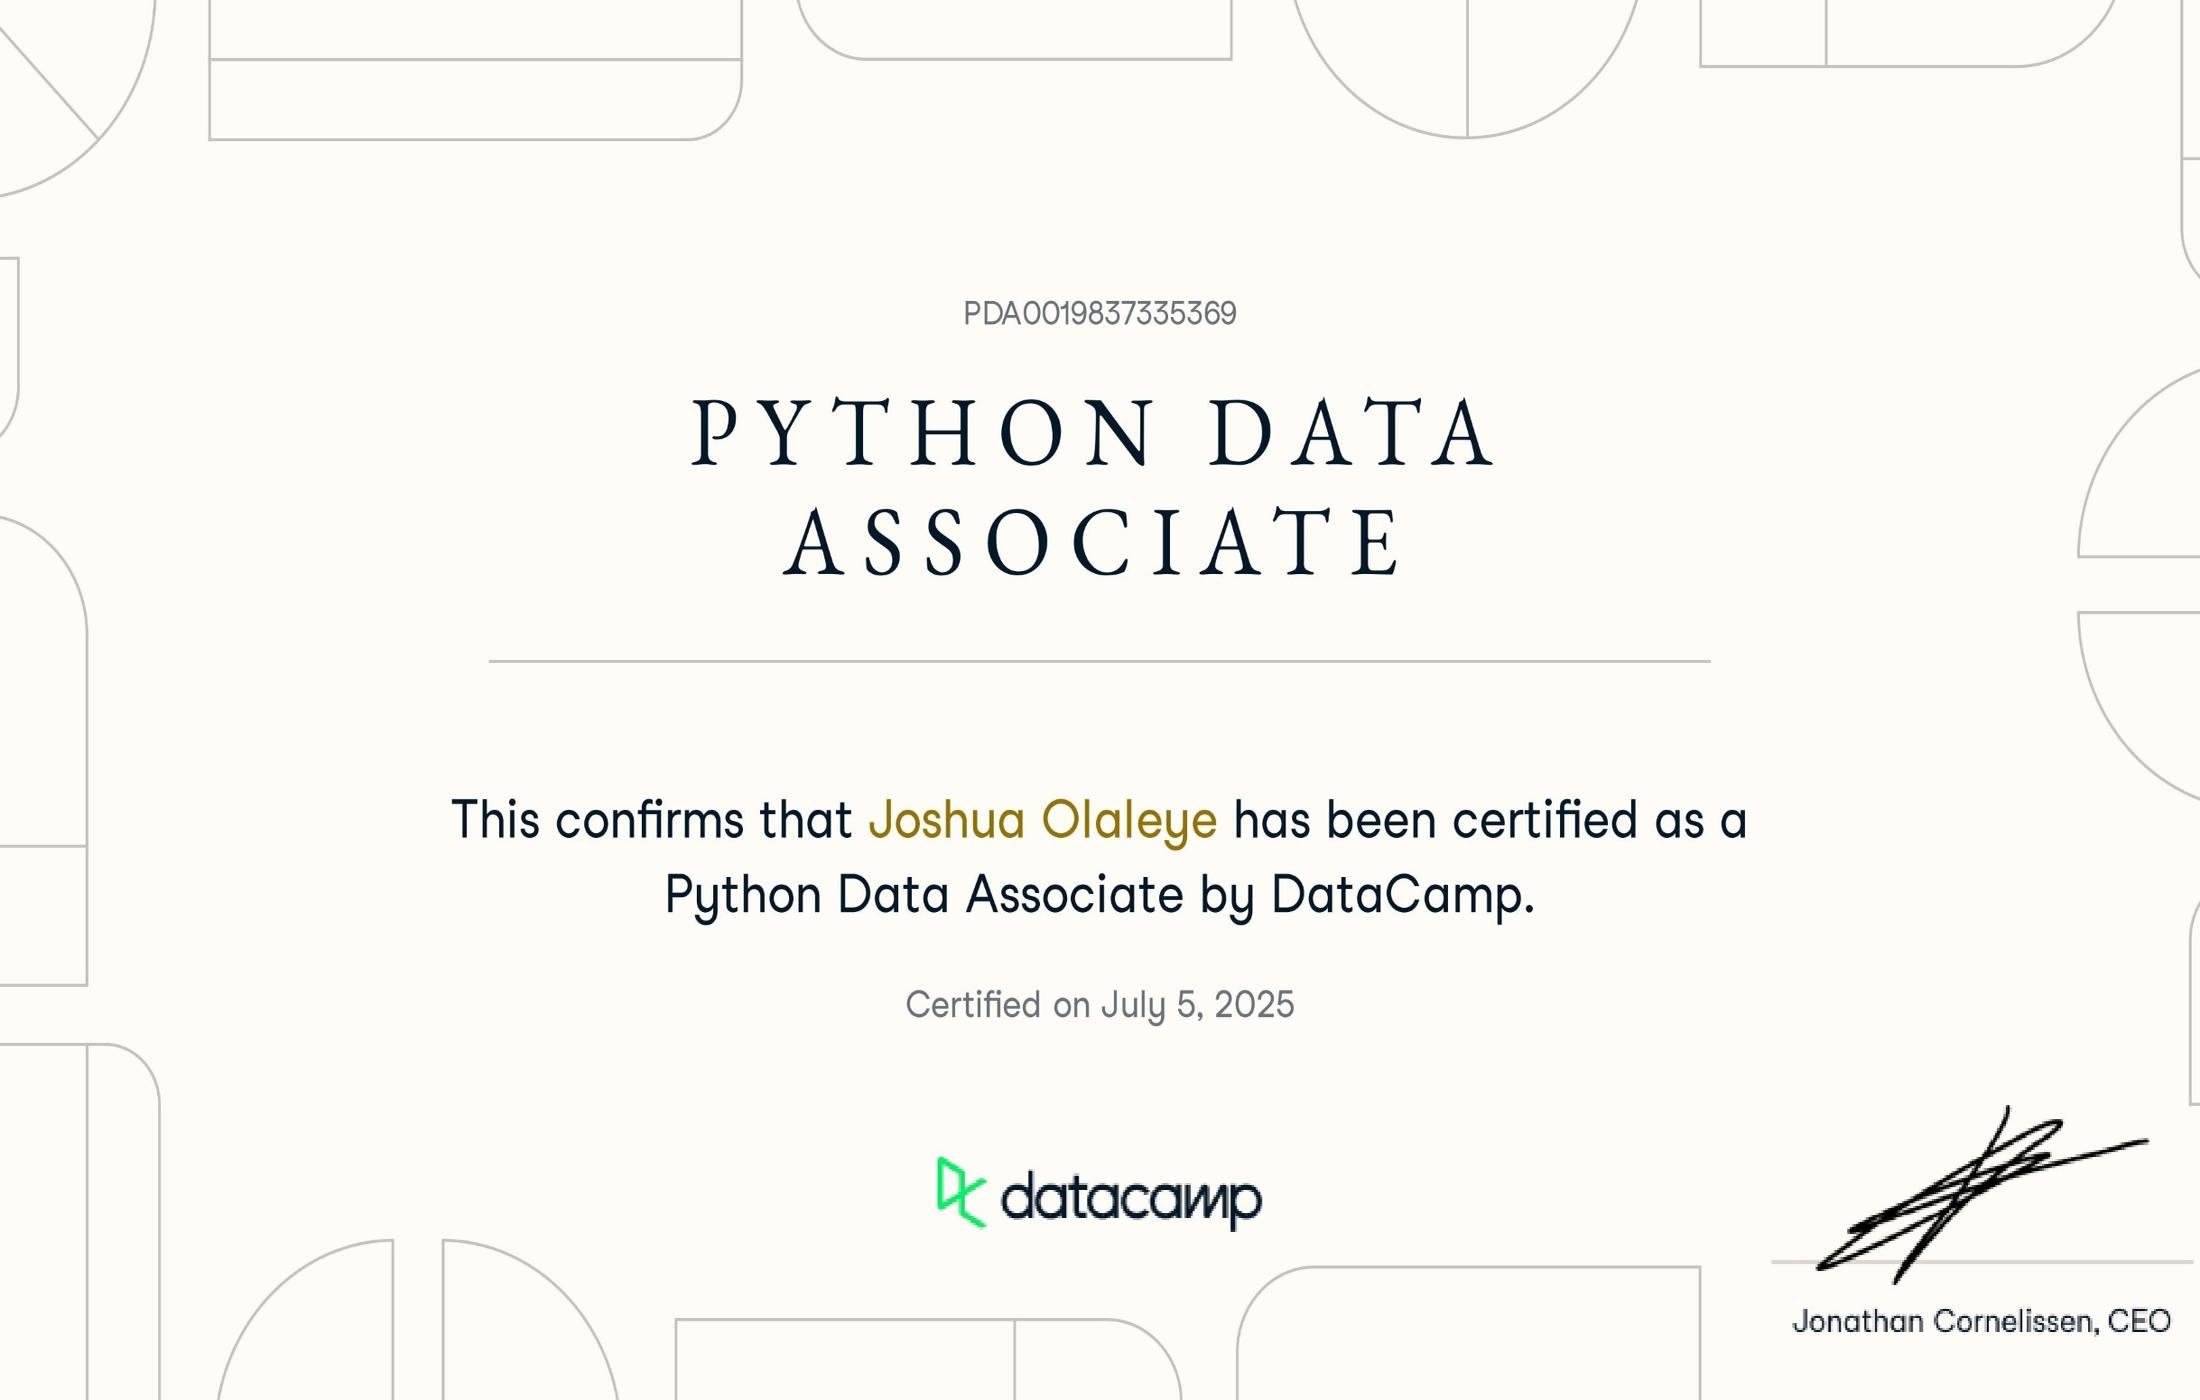 PDA0019837335369
PYTHON DATA
ASSOCIATE
This confirms that Joshua Olaleye has been certified as a
Python Data Associate by DataCamp.
Certified on July 5, 2025
datacamp
Jonathan Cornelissen, CEO